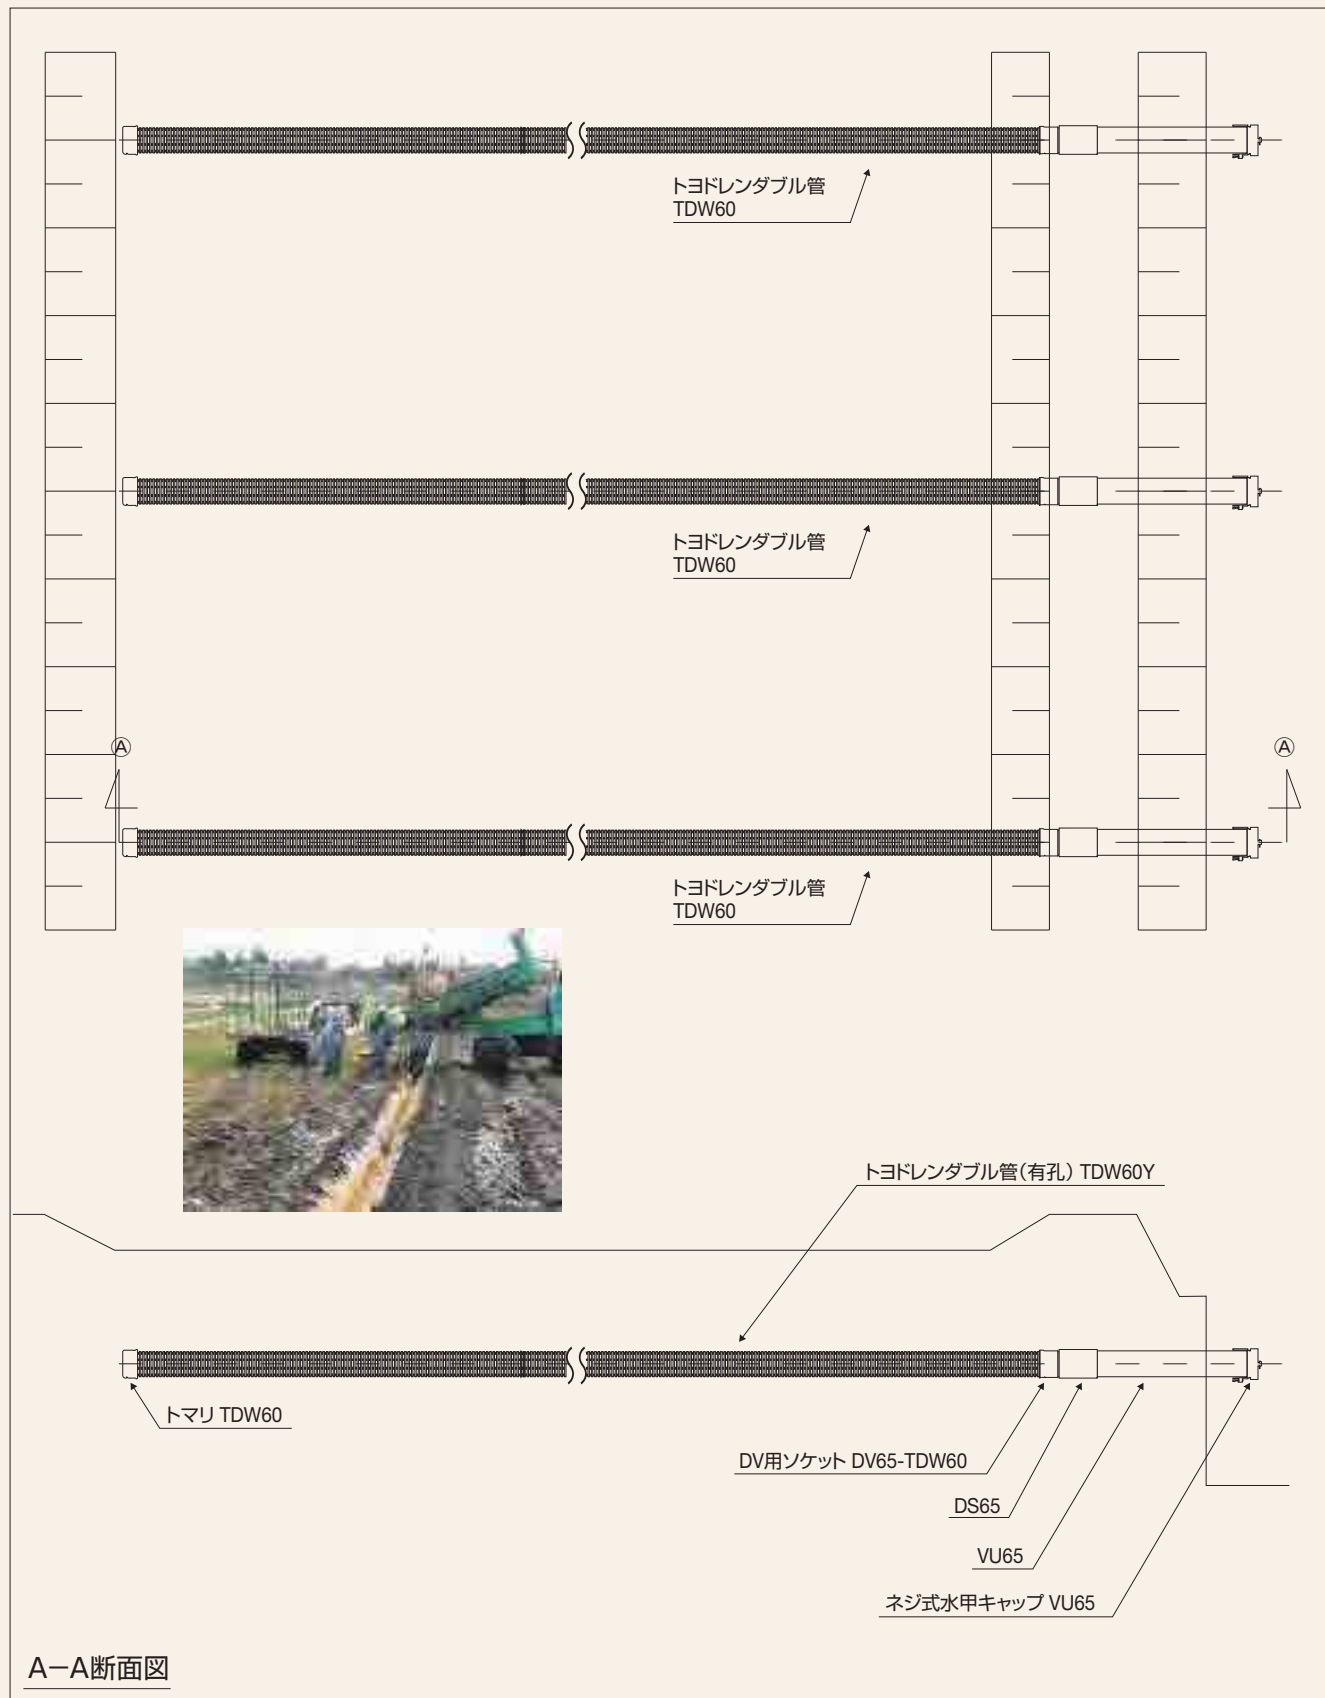 トヨドレンダブル管
TDW60
トヨドレンダブル管
TDW60
Ⓐ
Ⓐ
トヨドレンダブル管
TDW60
トヨドレンダブル管(有孔) TDW60Y
トマリ TDW60
DV用ソケット DV65-TDW60
DS65
VU65
ネジ式水甲キャップ VU65
A−A断面図